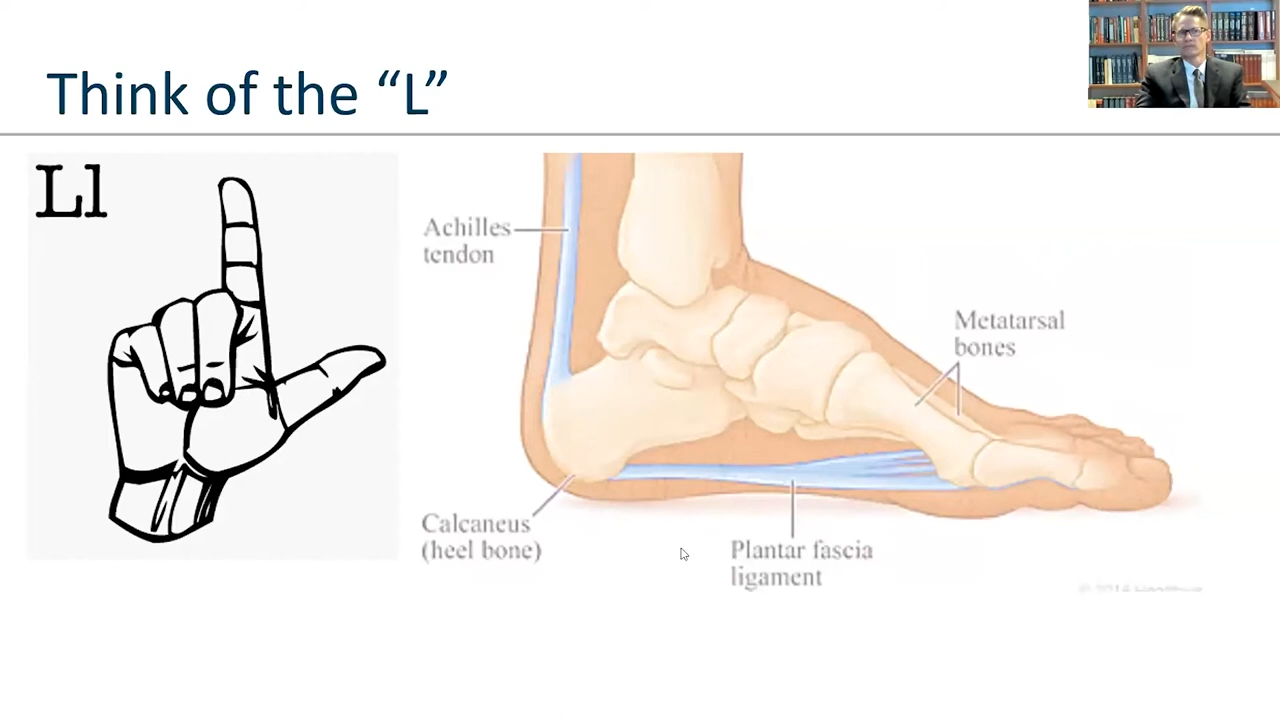 Think of the “L”
Ll
Achilles
tendon
Metatarsal
bones
Calcaneus
(heel bone)
Plantar fascia
ligament